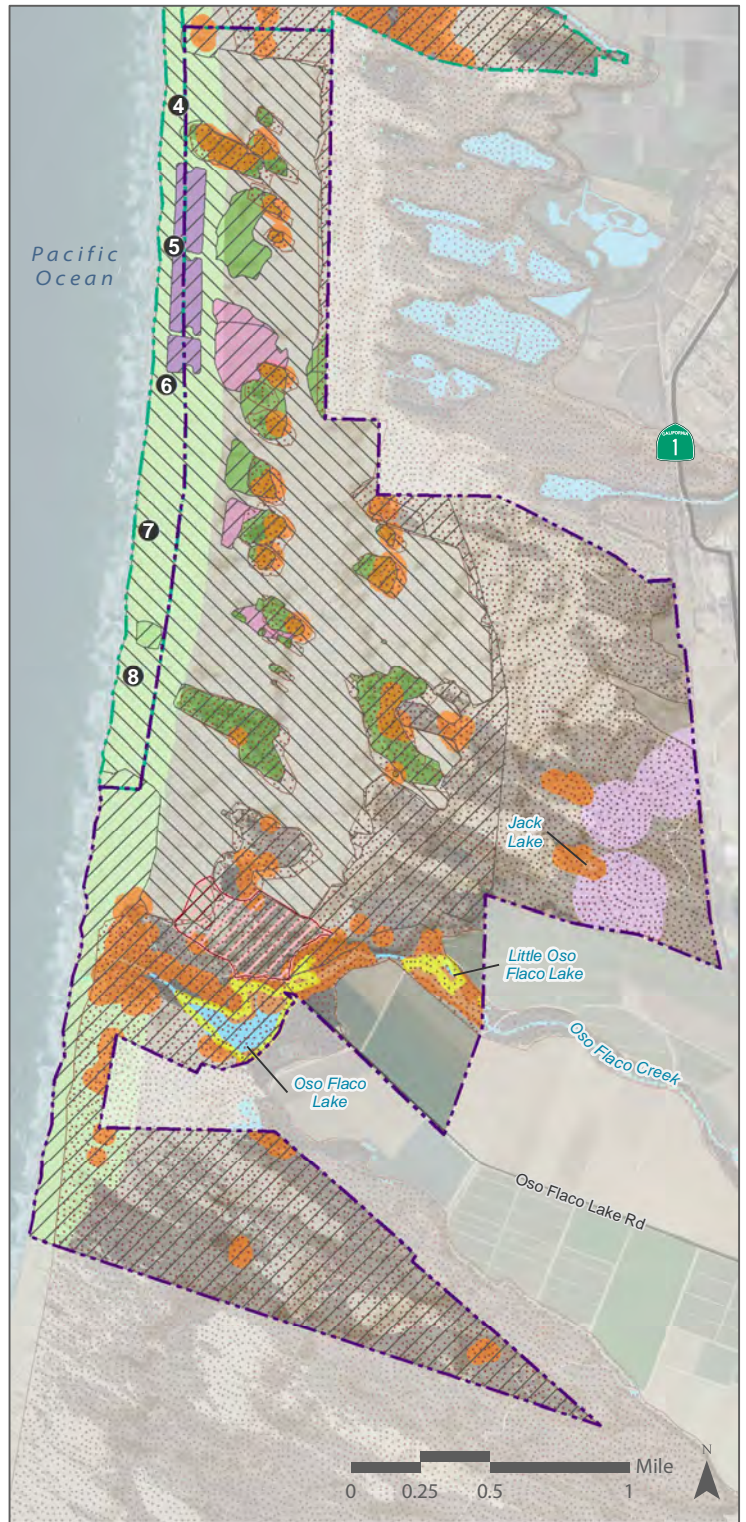 4
Pacific
Ocean
5
6
CALIFORNIA
1
7
8
Jack
Lake
Little Oso
Flaco Lake
Oso Flaco Creek
Oso Flaco
Lake
Oso Flaco Lake Rd
N
Mile
0 0.25 0.5 1